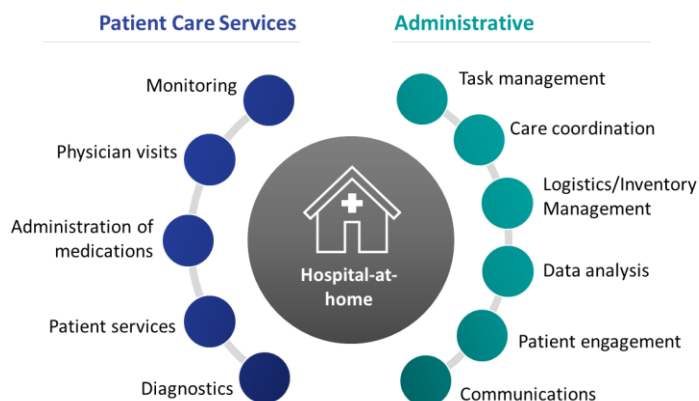 Patient Care Services
Monitoring
Physician visits
Administration of
medications
Patient services
Diagnostics
Hospital-at-
home
Administrative
Task management
Care coordination
Logistics/Inventory
Management
Data analysis
Patient engagement
Communications